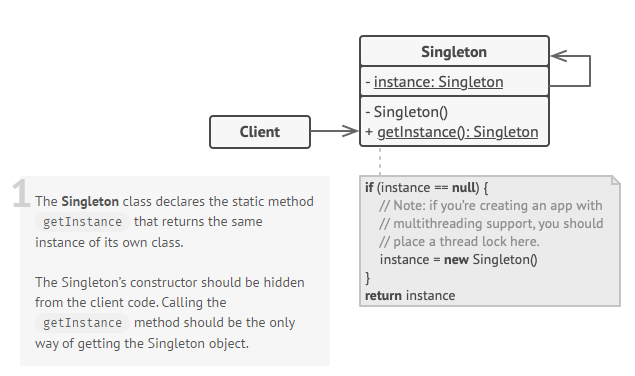 Singleton
- instance: Singleton
- Singleton()
+ getInstance(): Singleton
Client
1
The Singleton class declares the static method
getInstance that returns the same
instance of its own class.
The Singleton's constructor should be hidden
from the client code. Calling the
getInstance method should be the only
way of getting the Singleton object.
if (instance == null) {
// Note: if you're creating an app with
// multithreading support, you should
// place a thread lock here.
instance = new Singleton()
}
return instance